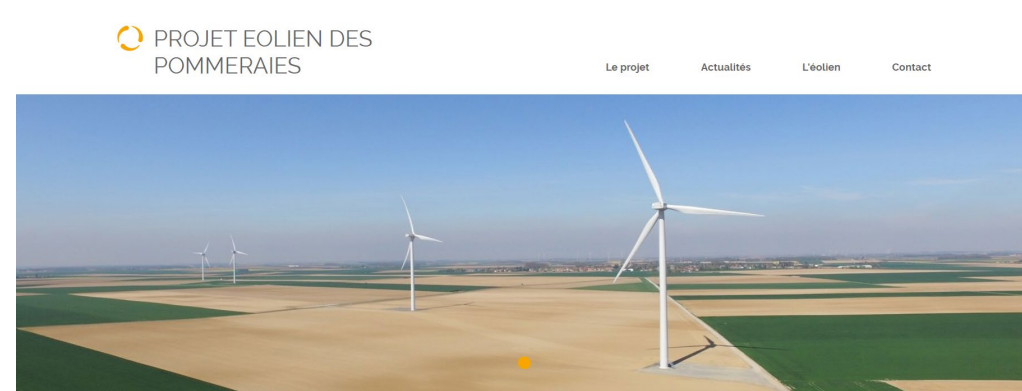 PROJET EOLIEN DES
POMMERAIES
Le projet Actualités L'éolien Contact